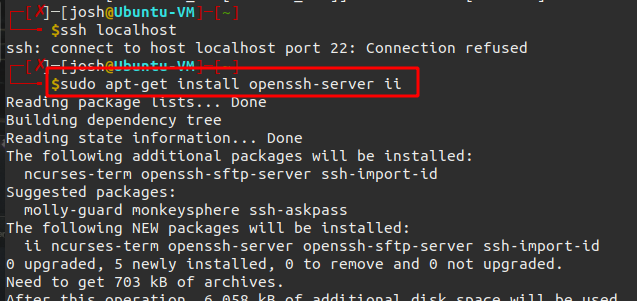 [x]-[josh@Ubuntu-VM]-[~]
$ssh localhost
ssh: connect to host localhost port 22: Connection refused
[x]-[josh@Ubuntu-VM]-[~]
$sudo apt-get install openssh-server ii
Reading package lists... Done
Building dependency tree
Reading state information... Done
The following additional packages will be installed:
ncurses-term openssh-sftp-server ssh-import-id
Suggested packages:
molly-guard monkeysphere ssh-askpass
The following NEW packages will be installed:
ii ncurses-term openssh-server openssh-sftp-server ssh-import-id
0 upgraded, 5 newly installed, 0 to remove and 0 not upgraded.
Need to get 703 kB of archives.
After this operation, 6,058 kB of additional disk space will be used